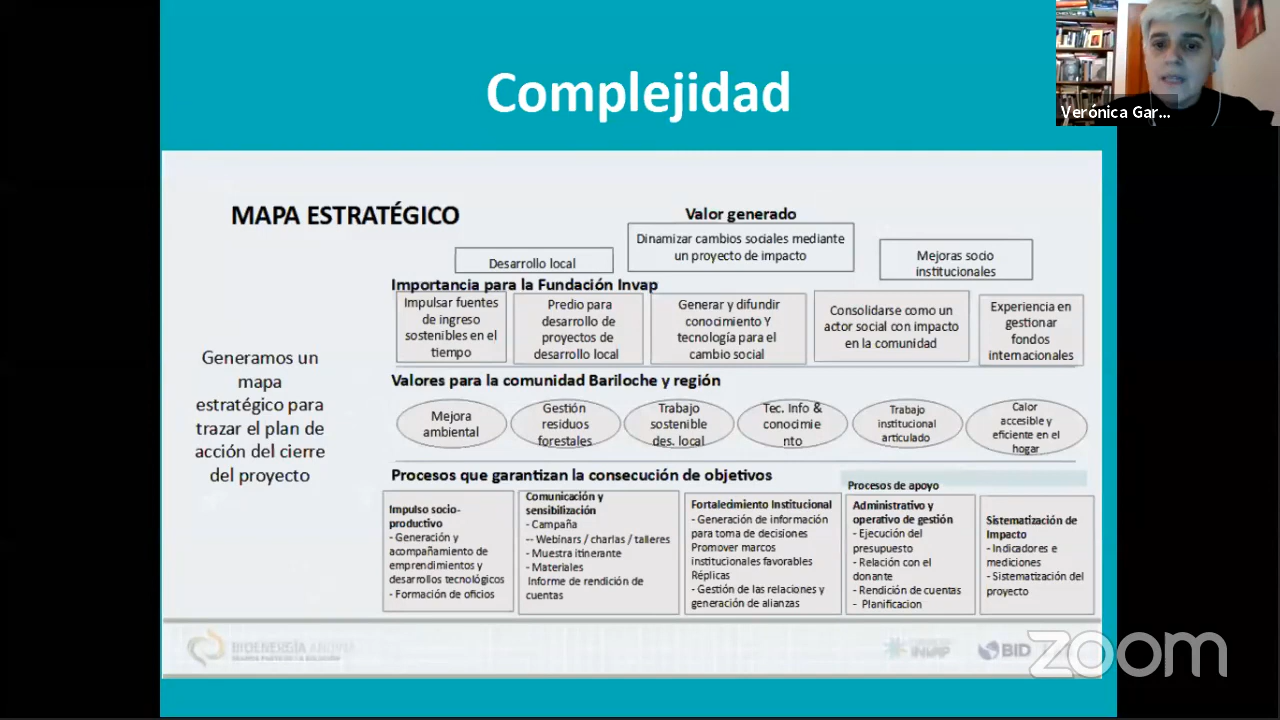 Complejidad
Verónica Gar...
MAPA ESTRATÉGICO
Valor generado
Desarrollo local
Dinamizar cambios sociales mediante
un proyecto de impacto
Mejoras socio
institucionales
Importancia para la Fundación Invap
Impulsar fuentes
de ingreso
sostenibles en el
tiempo
Predio para
desarrollo de
proyectos de
desarrollo local
Generar y difundir
conocimiento Y
tecnología para el
cambio social
Consolidarse como un
actor social con impacto
en la comunidad
Experiencia en
gestionar
fondos
internacionales
Generamos un
mapa
estratégico para
trazar el plan de
acción del cierre
del proyecto
Valores para la comunidad Bariloche y región
Mejora
ambiental
Gestión
residuos
forestales
Trabajo
sostenible
des. local
Tec. Info &
conocimie
nto
Trabajo
institucional
articulado
Calor
accesible y
eficiente en el
hogar
Procesos que garantizan la consecución de objetivos
Procesos de apoyo
Impulso socio-
productivo
- Generación y
acompañamiento de
emprendimientos y
desarrollos tecnológicos
- Formación de oficios
Comunicación y
sensibilización
- Campaña
-- Webinars / charlas / talleres
- Muestra itinerante
- Materiales
Informe de rendición de
cuentas
Fortalecimiento Institucional
- Generación de información
para toma de decisiones
Promover marcos
institucionales favorables
Réplicas
- Gestión de las relaciones y
generación de alianzas
Administrativo y
operativo de gestión
- Ejecución del
presupuesto
- Relación con el
donante
- Rendición de cuentas
- Planificacion
Sistematización de
Impacto
- Indicadores e
mediciones
- Sistematización del
proyecto
BIOENERGÍA
INVAP
BID
zoom